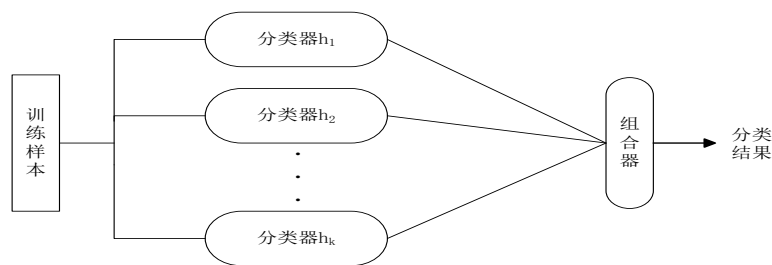 训练样本
分类器h₁
分类器h₂
分类器hₖ
组合器
分类
结果